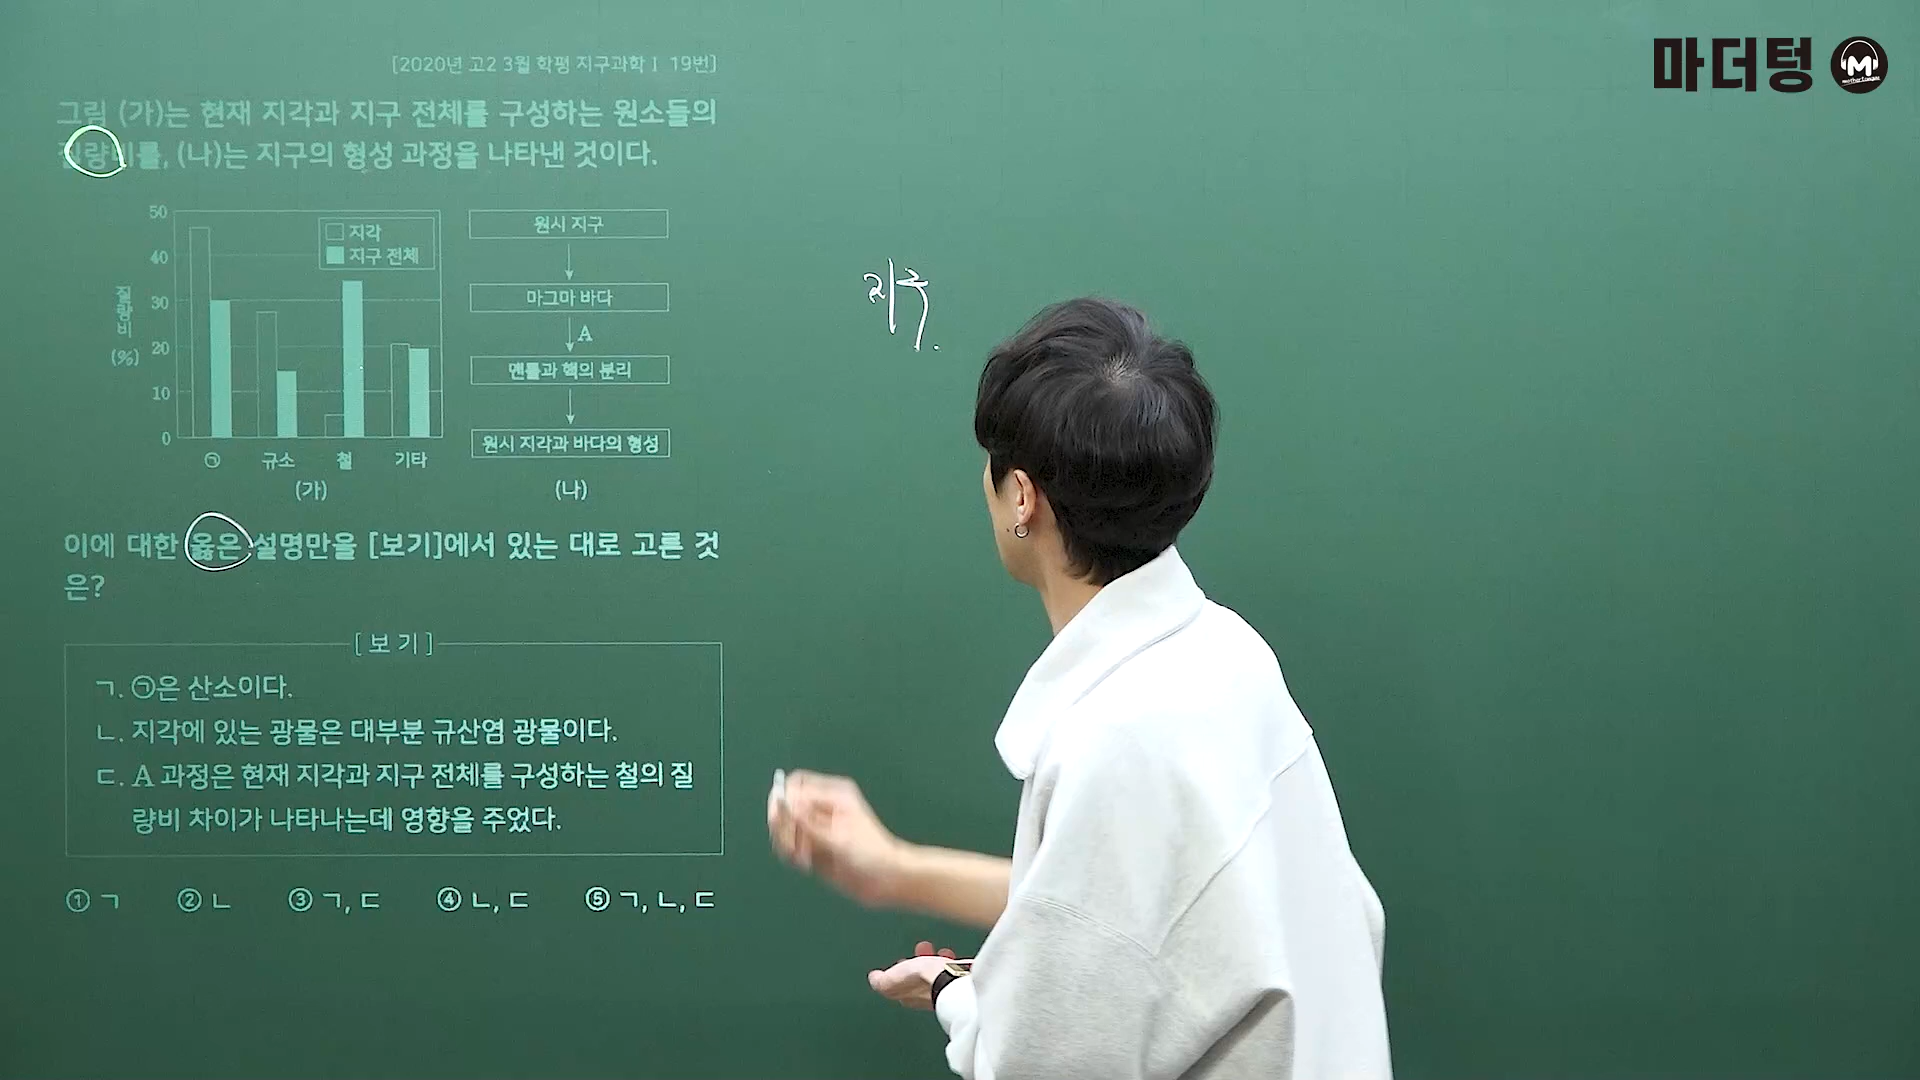 마더텅 M
[2020년 고2 3월 학평 지구과학Ⅰ 19번]
그림 (가)는 현재 지각과 지구 전체를 구성하는 원소들의
질량비를, (나)는 지구의 형성 과정을 나타낸 것이다.
50
40
30
20
10
0
질량비
(%)
지각
지구 전체
㉠ 규소 철 기타
(가)
원시 지구
마그마 바다
A
맨틀과 핵의 분리
원시 지각과 바다의 형성
(나)
지구
이에 대한 옳은 설명만을 [보기]에서 있는 대로 고른 것
은?
[보기]
ㄱ. ㉠은 산소이다.
ㄴ. 지각에 있는 광물은 대부분 규산염 광물이다.
ㄷ. A 과정은 현재 지각과 지구 전체를 구성하는 철의 질
량비 차이가 나타나는데 영향을 주었다.
① ㄱ ② ㄴ ③ ㄱ, ㄷ ④ ㄴ, ㄷ ⑤ ㄱ, ㄴ, ㄷ